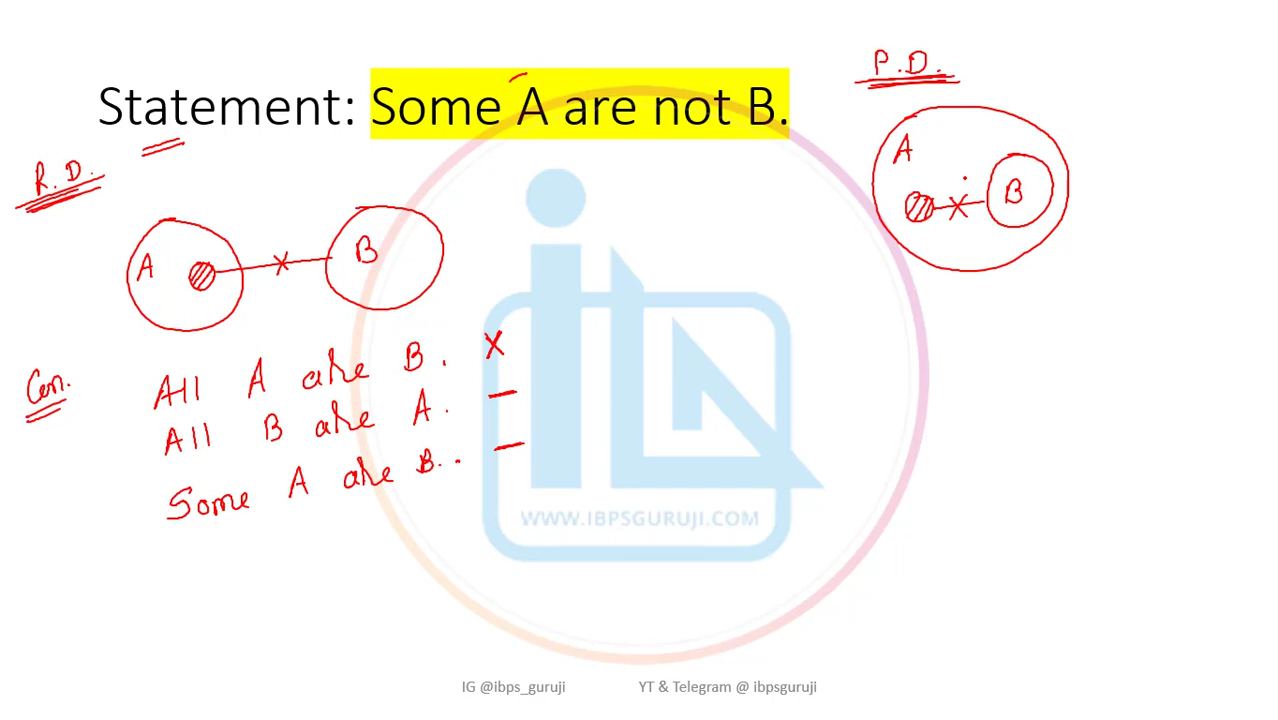 P.D.
Statement: Some A are not B.
R.D.
A B
A B
Con.
All A are B. ×
All B are A. –
Some A are B. –
WWW.IBPSGURUJI.COM
IG @ibps_guruji YT & Telegram @ ibpsguruji